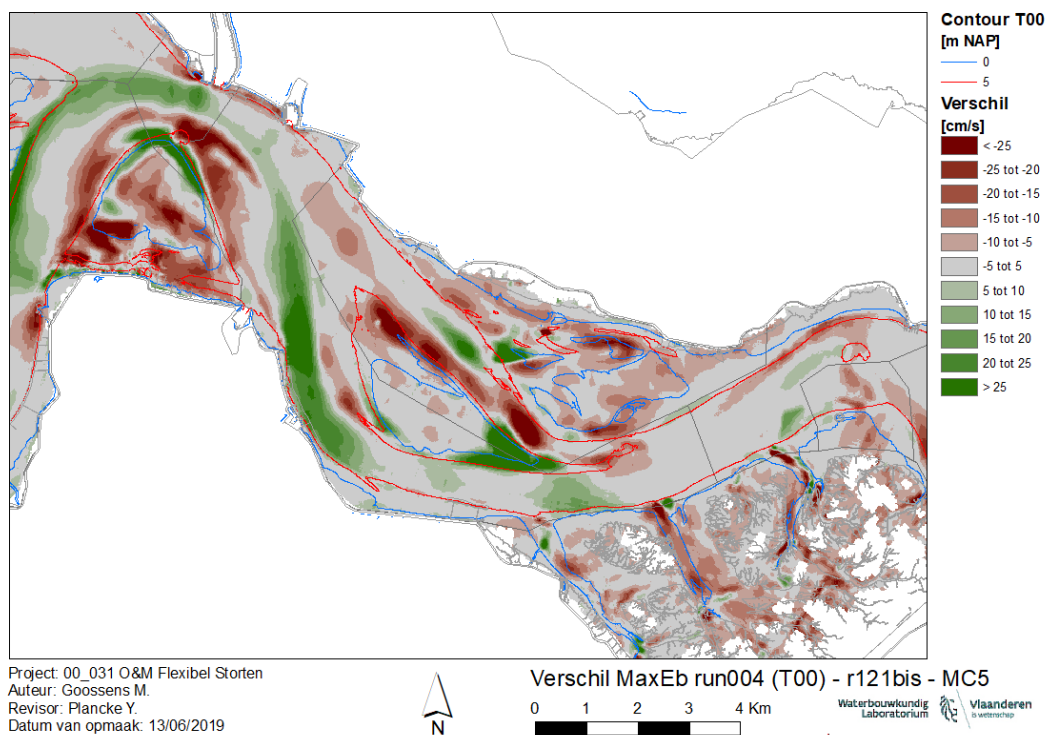 Contour T00
[m NAP]
0
5
Verschil
[cm/s]
< -25
-25 tot -20
-20 tot -15
-15 tot -10
-10 tot -5
-5 tot 5
5 tot 10
10 tot 15
15 tot 20
20 tot 25
> 25
Project: 00_031 O&M Flexibel Storten
Auteur: Goossens M.
Revisor: Plancke Y.
Datum van opmaak: 13/06/2019
N
Verschil MaxEb run004 (T00) - r121bis - MC5
0 1 2 3 4 Km
Waterbouwkundig
Laboratorium
Vlaanderen
is wetenschap